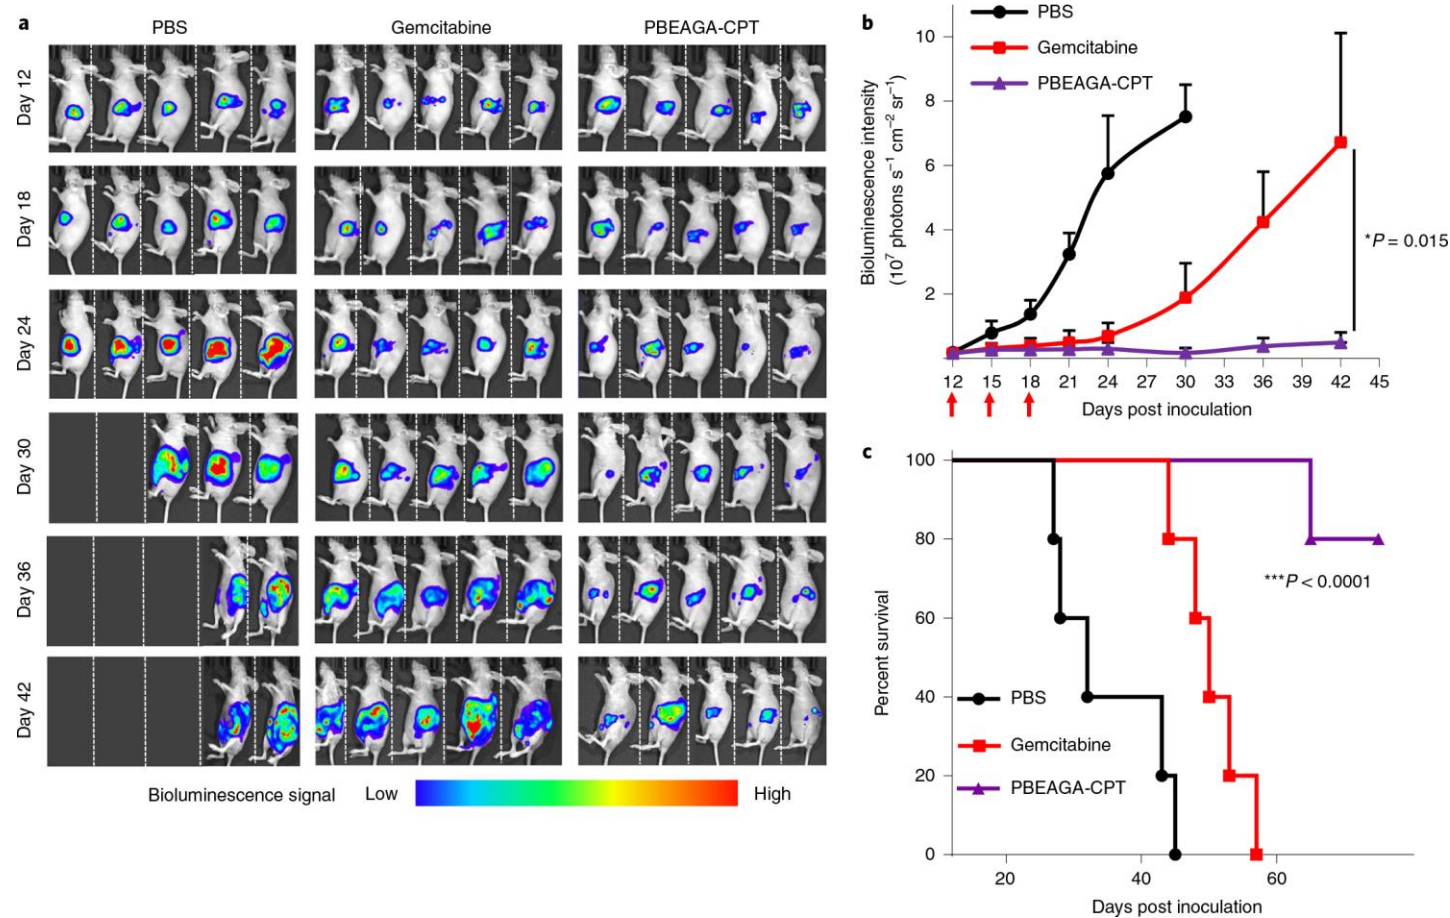 a
PBS
Gemcitabine
PBEAGA-CPT
Day 12
Day 18
Day 24
Day 30
Day 36
Day 42
Bioluminescence signal
Low
High
b
PBS
Gemcitabine
PBEAGA-CPT
Bioluminescence intensity
(10⁷ photons s⁻¹ cm⁻² sr⁻¹)
10
8
6
4
2
*P = 0.015
12 15 18 21 24 27 30 33 36 39 42 45
Days post inoculation
c
Percent survival
100
80
60
40
20
0
***P < 0.0001
PBS
Gemcitabine
PBEAGA-CPT
20 40 60
Days post inoculation